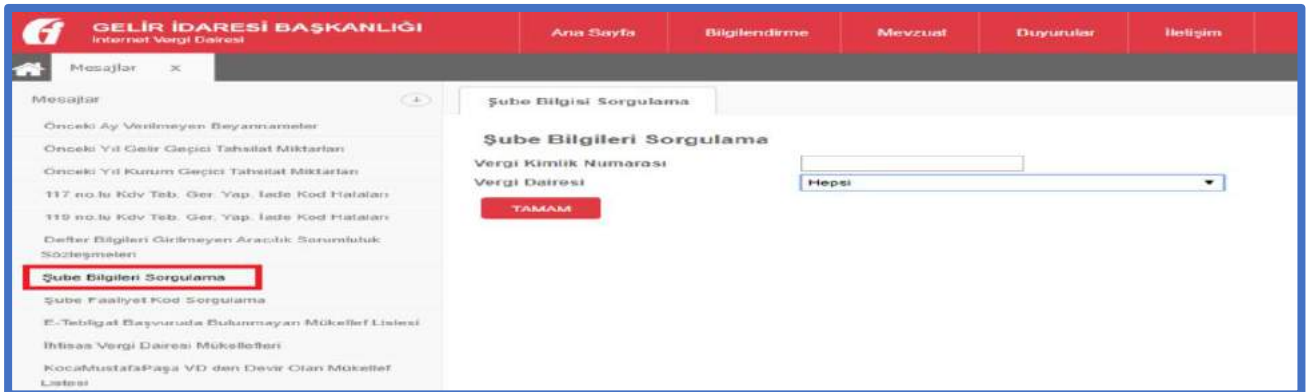 GELİR İDARESİ BAŞKANLIĞI
İnternet Vergi Dairesi
Ana Sayfa Bilgilendirme Mevzuat Duyurular İletişim
Mesajlar ×
Mesajlar
Önceki Ay Verilmeyen Beyannameler
Önceki Yıl Gelir Geçici Tahsilat Miktarları
Önceki Yıl Kurum Geçici Tahsilat Miktarları
117 no.lu Kdv Teb. Ger. Yap. İade Kod Hataları
119 no.lu Kdv Teb. Ger. Yap. İade Kod Hataları
Defter Bilgileri Girilmeyen Aracılık Sorumluluk
Sözleşmeleri
Şube Bilgileri Sorgulama
Şube Faaliyet Kod Sorgulama
E-Tebligat Başvuruda Bulunmayan Mükellef Listesi
İhtisas Vergi Dairesi Mükellefleri
KocaMustafaPaşa VD den Devir Olan Mükellef
Listesi
Şube Bilgisi Sorgulama
Şube Bilgileri Sorgulama
Vergi Kimlik Numarası
Vergi Dairesi Hepsi
TAMAM